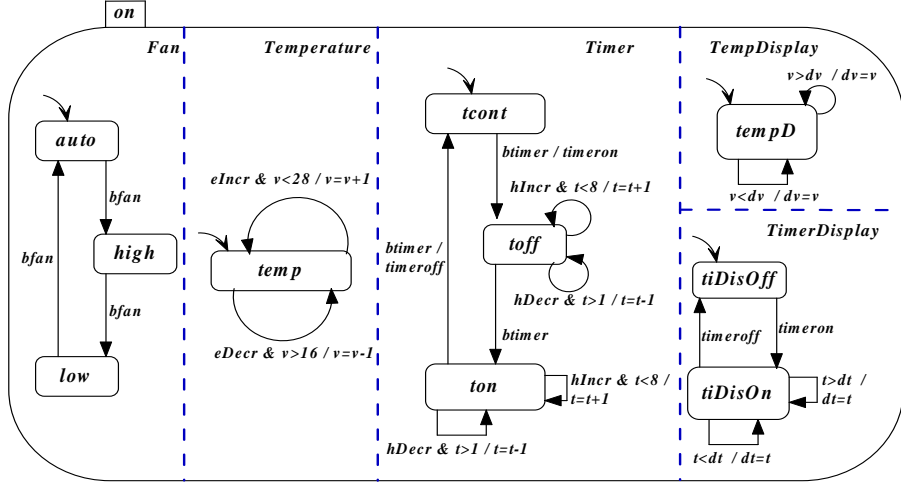 on
Fan
Temperature
Timer
TempDisplay
auto
bfan
high
bfan
bfan
low
eIncr & v<28 / v=v+1
temp
eDecr & v>16 / v=v-1
tcont
btimer / timeron
hIncr & t<8 / t=t+1
toff
btimer /
timeroff
hDecr & t>1 / t=t-1
btimer
ton
hIncr & t<8 /
t=t+1
hDecr & t>1 / t=t-1
v>dv / dv=v
tempD
v<dv / dv=v
TimerDisplay
tiDisOff
timeroff
timeron
tiDisOn
t>dt /
dt=t
t<dt / dt=t